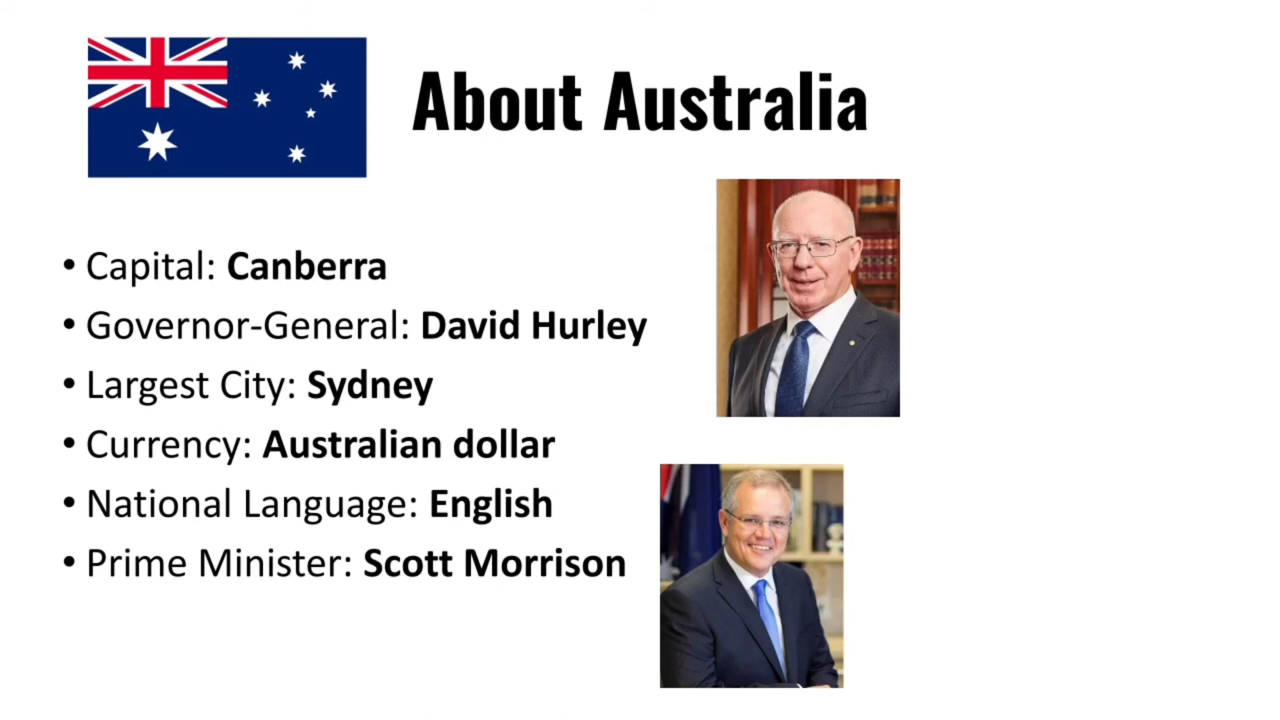 About Australia
• Capital: Canberra
• Governor-General: David Hurley
• Largest City: Sydney
• Currency: Australian dollar
• National Language: English
• Prime Minister: Scott Morrison